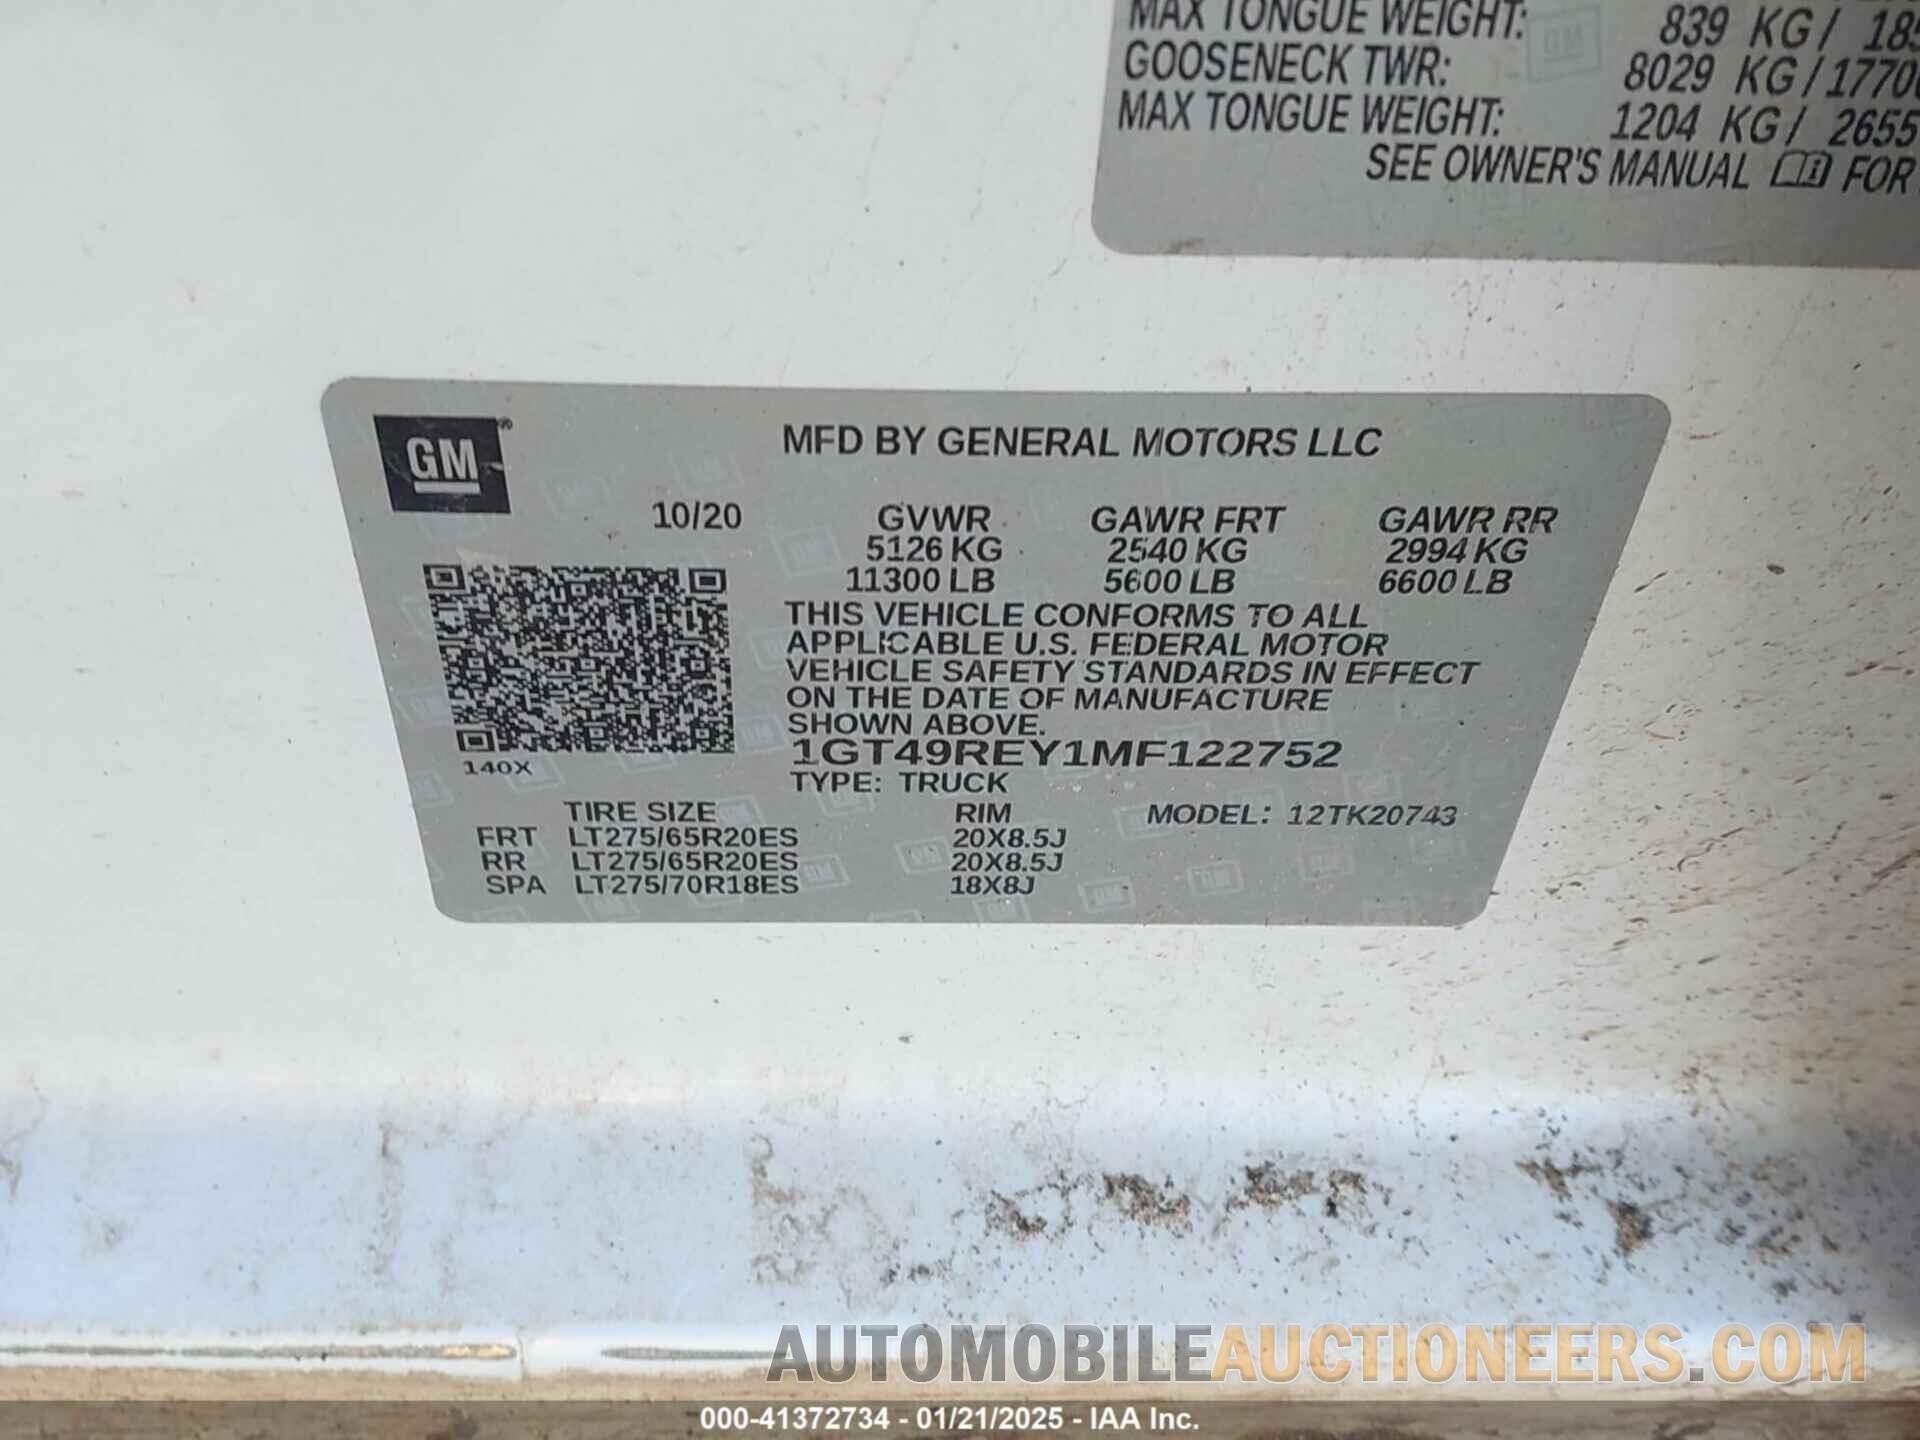 MAX TONGUE WEIGHT: 839 KG/ 185
GOOSENECK TWR: 8029 KG/1770
MAX TONGUE WEIGHT: 1204 KG/ 2655
SEE OWNER'S MANUAL FOR
GM®
MFD BY GENERAL MOTORS LLC
10/20 GVWR GAWR FRT GAWR RR
5126 KG 2540 KG 2994 KG
11300 LB 5600 LB 6600 LB
THIS VEHICLE CONFORMS TO ALL
APPLICABLE U.S. FEDERAL MOTOR
VEHICLE SAFETY STANDARDS IN EFFECT
ON THE DATE OF MANUFACTURE
SHOWN ABOVE.
1GT49REY1MF122752
140X
TYPE: TRUCK
TIRE SIZE RIM MODEL: 12TK20743
FRT LT275/65R20ES 20X8.5J
RR LT275/65R20ES 20X8.5J
SPA LT275/70R18ES 18X8J
AUTOMOBILEAUCTIONEERS.COM
000-41372734 - 01/21/2025 - IAA Inc.